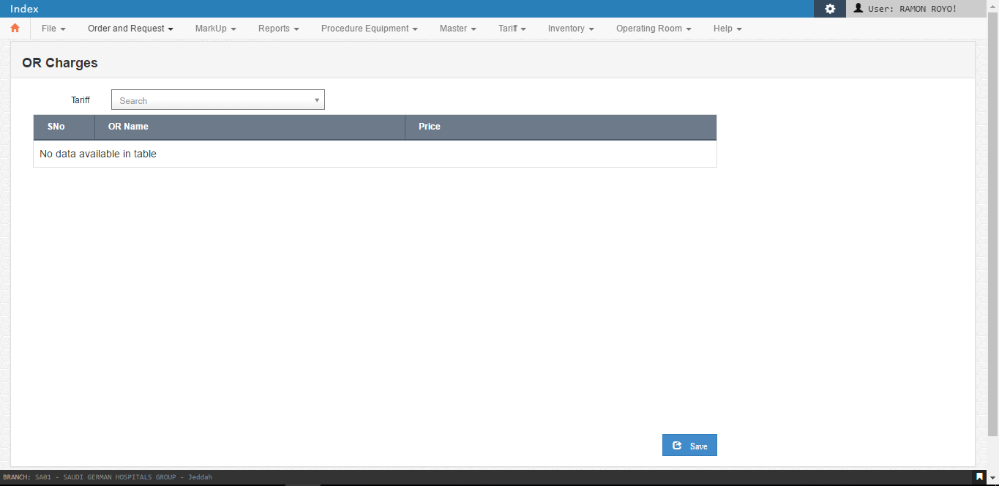 Index
User: RAMON ROYO!
File Order and Request MarkUp Reports Procedure Equipment Master Tariff Inventory Operating Room Help
OR Charges
Tariff Search
SNo OR Name Price
No data available in table
Save
BRANCH: SA01 - SAUDI GERMAN HOSPITALS GROUP - Jeddah